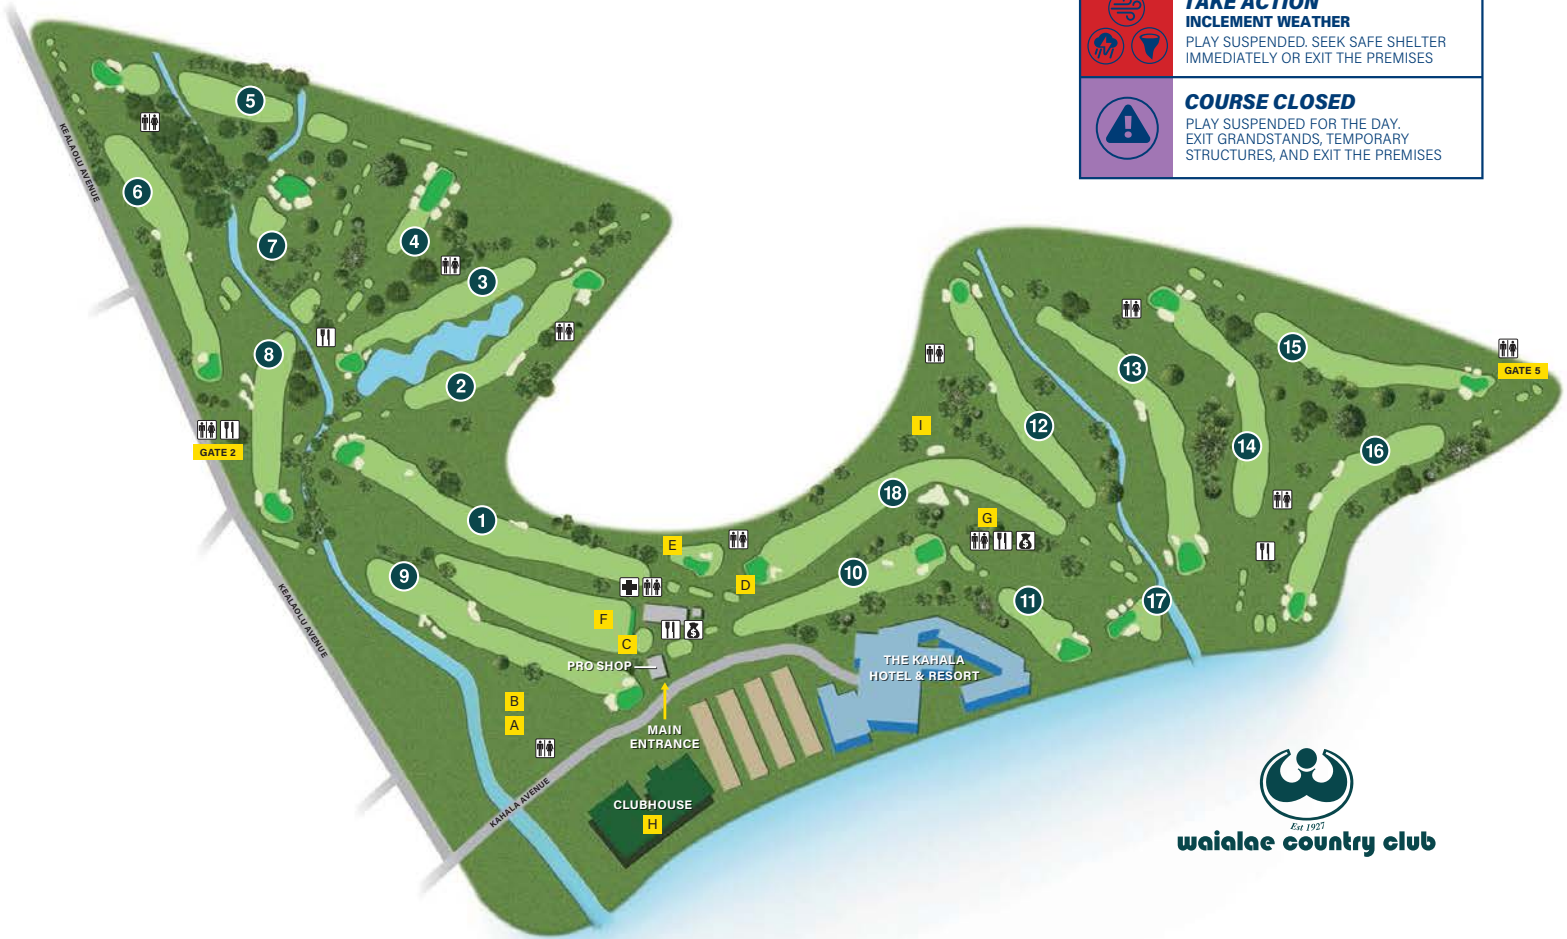 TAKE ACTION
INCLEMENT WEATHER
PLAY SUSPENDED. SEEK SAFE SHELTER
IMMEDIATELY OR EXIT THE PREMISES
COURSE CLOSED
PLAY SUSPENDED FOR THE DAY.
EXIT GRANDSTANDS, TEMPORARY
STRUCTURES, AND EXIT THE PREMISES
5
KEALAOLU AVENUE
6
7
4
3
8
2
15
13
GATE 5
GATE 2
I
12
14
16
18
1
G
E
9
10
D
11
17
F
C
PRO SHOP
THE KAHALA
HOTEL & RESORT
KEALAOLU AVENUE
B
A
MAIN
ENTRANCE
KAHALA AVENUE
CLUBHOUSE
H
Est 1927
waialae country club